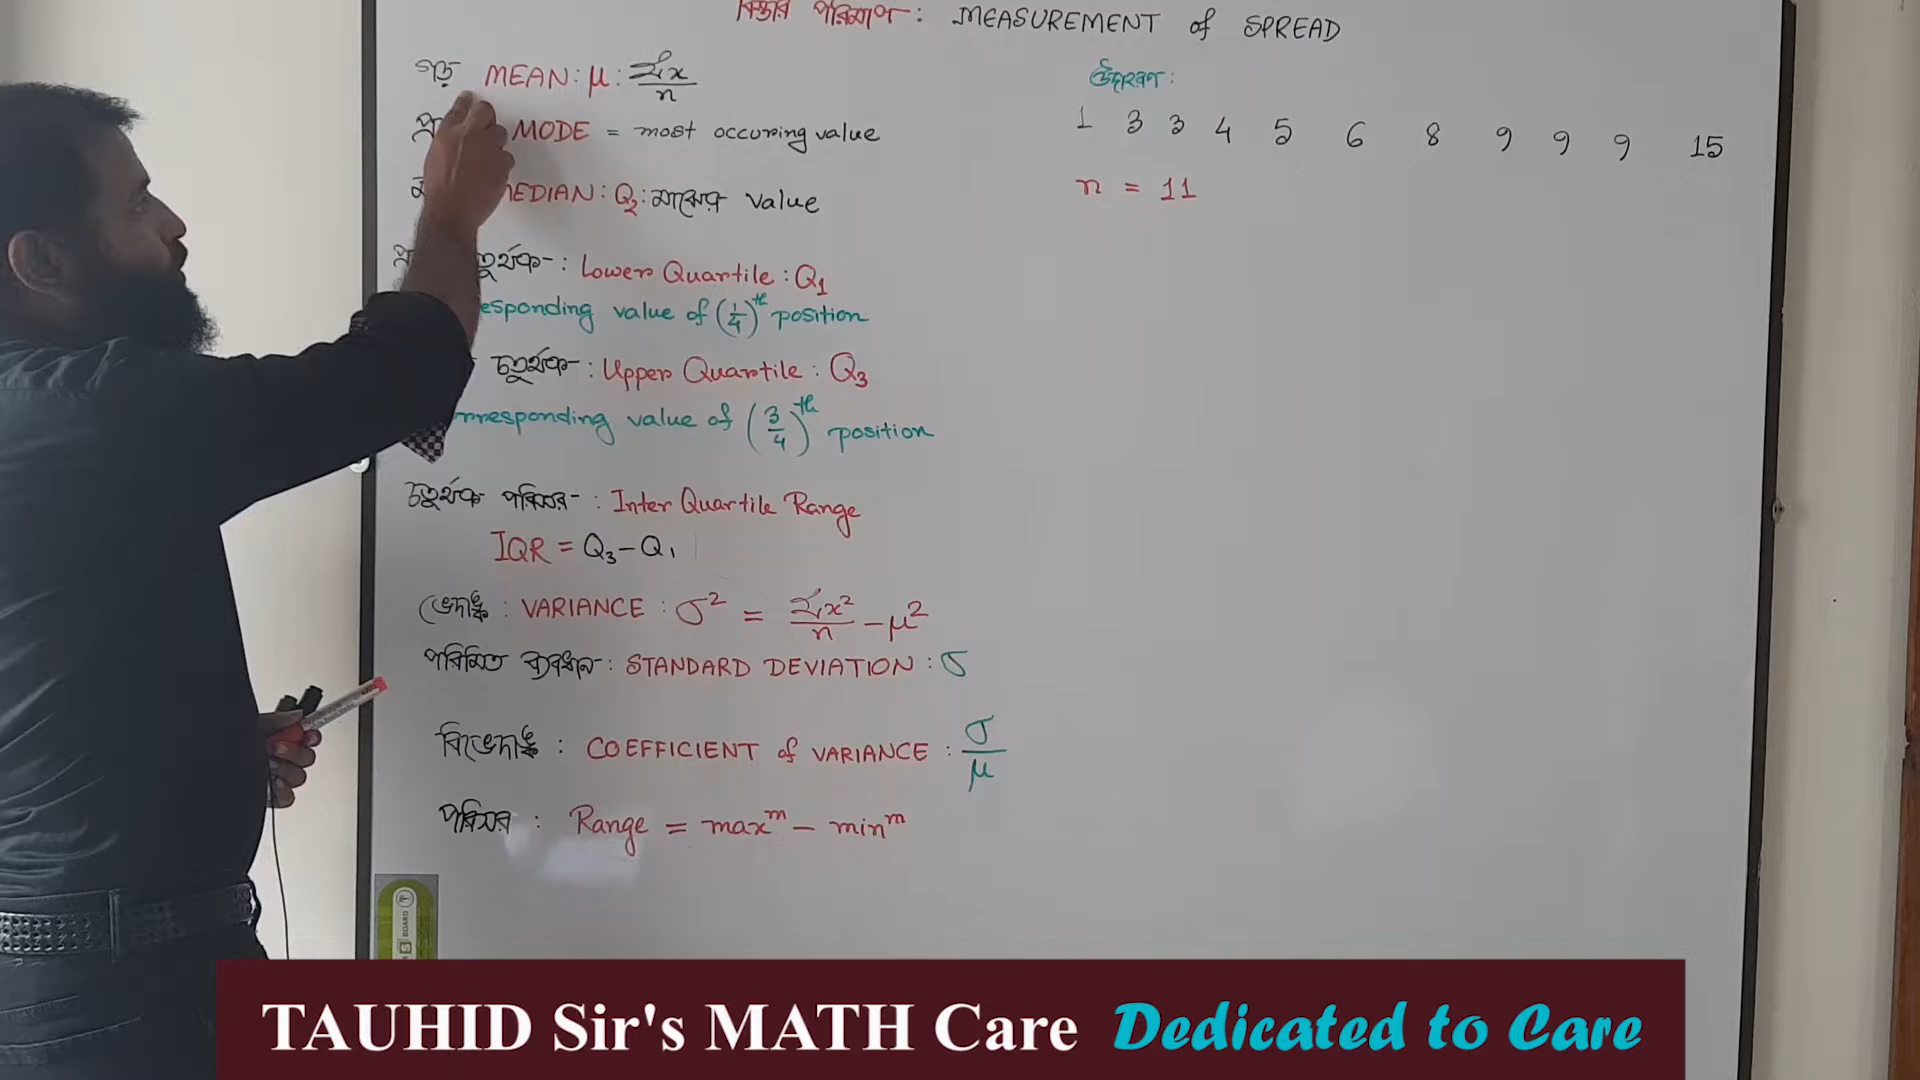 বিস্তার পরিমাপ : MEASUREMENT of SPREAD
গড় MEAN : μ : Σx/n
MODE = most occuring value
MEDIAN : Q2 : মাঝের value
চতুর্থক : Lower Quartile : Q1
esponding value of (1/4)th position
চতুর্থক : Upper Quartile : Q3
rresponding value of (3/4)th position
চতুর্থক পরিসর : Inter Quartile Range
IQR = Q3 - Q1
ভেদাঙ্ক : VARIANCE : σ² = Σx²/n - μ²
পরিমিত ব্যবধান : STANDARD DEVIATION : σ
বিভেদাঙ্ক : COEFFICIENT of VARIANCE : σ/μ
পরিসর : Range = maxᵐ - minᵐ
উদাহরণ :
1 3 3 4 5 6 8 9 9 9 15
n = 11
TAUHID Sir's MATH Care Dedicated to Care